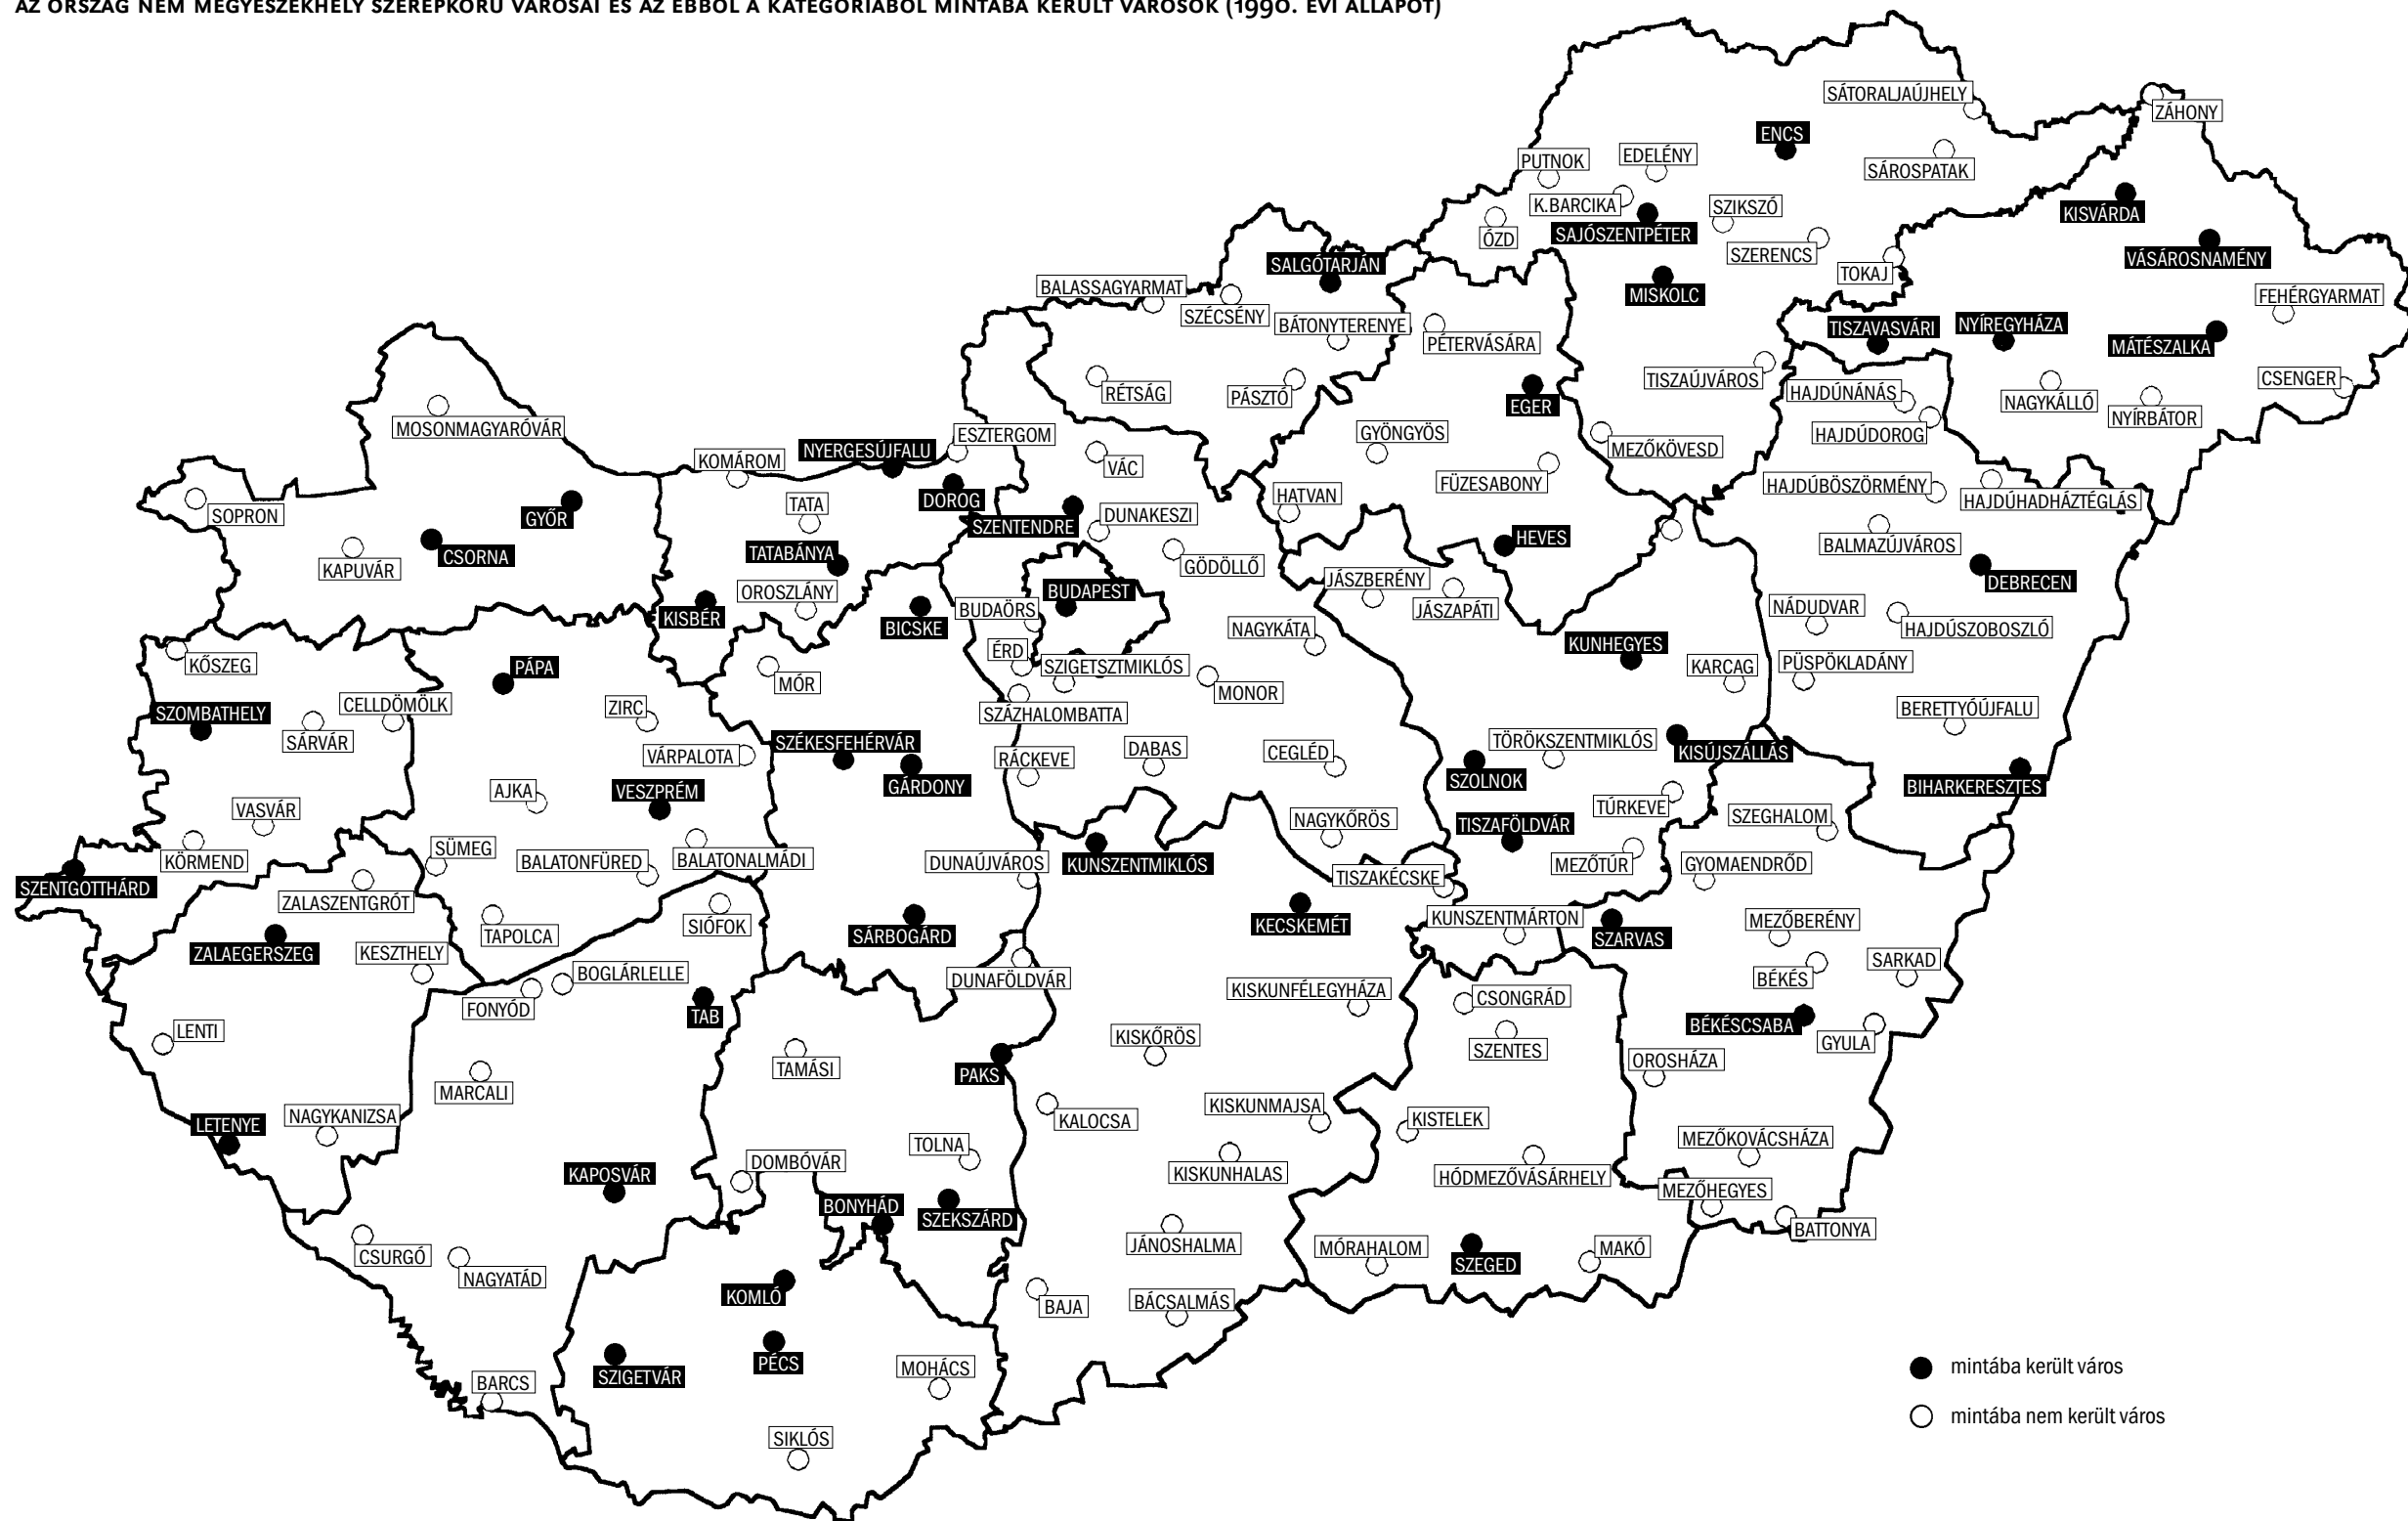 AZ ORSZÁG NEM MEGYESZÉKHELY SZEREPKÖRŰ VÁROSAI ÉS AZ EBBŐL A KATEGÓRIÁBÓL MINTÁBA KERÜLT VÁROSOK (1990. ÉVI ÁLLAPOT)
SÁTORALJAÚJHELY
ZÁHONY
ENCS
PUTNOK
EDELÉNY
SÁROSPATAK
K.BARCIKA
SZIKSZÓ
KISVÁRDA
ÓZD
SAJÓSZENTPÉTER
SZERENCS
VÁSÁROSNAMÉNY
SALGÓTARJÁN
TOKAJ
BALASSAGYARMAT
MISKOLC
FEHÉRGYARMAT
SZÉCSÉNY
BÁTONYTERENYE
TISZAVASVÁRI
NYÍREGYHÁZA
PÉTERVÁSÁRA
MÁTÉSZALKA
RÉTSÁG
PÁSZTÓ
TISZAÚJVÁROS
CSENGER
HAJDÚNÁNÁS
NAGYKÁLLÓ
EGER
NYÍRBÁTOR
MOSONMAGYARÓVÁR
ESZTERGOM
GYÖNGYÖS
HAJDÚDOROG
NYERGESÚJFALU
MEZŐKÖVESD
KOMÁROM
VÁC
FÜZESABONY
HAJDÚBÖSZÖRMÉNY
HATVAN
DOROG
HAJDÚHADHÁZTÉGLÁS
TATA
SOPRON
GYŐR
DUNAKESZI
SZENTENDRE
HEVES
BALMAZÚJVÁROS
TATABÁNYA
CSORNA
KAPUVÁR
GÖDÖLLŐ
JÁSZBERÉNY
DEBRECEN
OROSZLÁNY
BUDAPEST
JÁSZAPÁTI
NÁDUDVAR
BUDAÖRS
KISBÉR
BICSKE
NAGYKÁTA
HAJDÚSZOBOSZLÓ
KUNHEGYES
ÉRD
KŐSZEG
PÁPA
SZIGETSZTMIKLÓS
KARCAG
PÜSPÖKLADÁNY
MÓR
MONOR
CELLDÖMÖLK
ZIRC
BERETTYÓÚJFALU
SZOMBATHELY
SZÁZHALOMBATTA
SÁRVÁR
SZÉKESFEHÉRVÁR
TÖRÖKSZENTMIKLÓS
DABAS
KISÚJSZÁLLÁS
VÁRPALOTA
CEGLÉD
RÁCKEVE
SZOLNOK
GÁRDONY
BIHARKERESZTES
AJKA
VESZPRÉM
TÚRKEVE
VASVÁR
SZEGHALOM
NAGYKŐRÖS
TISZAFÖLDVÁR
SÜMEG
KÖRMEND
BALATONFÜRED
BALATONALMÁDI
DUNAÚJVÁROS
KUNSZENTMIKLÓS
MEZŐTÚR
GYOMAENDRŐD
TISZAKÉCSKE
SZENTGOTTHÁRD
ZALASZENTGRÓT
KUNSZENTMÁRTON
MEZŐBERÉNY
SIÓFOK
KECSKEMÉT
TAPOLCA
SÁRBOGÁRD
SZARVAS
ZALAEGERSZEG
KESZTHELY
SARKAD
BOGLÁRLELLE
DUNAFÖLDVÁR
BÉKÉS
KISKUNFÉLEGYHÁZA
CSONGRÁD
FONYÓD
TAB
BÉKÉSCSABA
LENTI
KISKŐRÖS
GYULA
SZENTES
OROSHÁZA
TAMÁSI
PAKS
MARCALI
KISKUNMAJSA
NAGYKANIZSA
KALOCSA
KISTELEK
LETENYE
MEZŐKOVÁCSHÁZA
TOLNA
DOMBÓVÁR
KAPOSVÁR
KISKUNHALAS
HÓDMEZŐVÁSÁRHELY
MEZŐHEGYES
BONYHÁD
SZEKSZÁRD
BATTONYA
JÁNOSHALMA
MÓRAHALOM
MAKÓ
CSURGÓ
SZEGED
NAGYATÁD
KOMLÓ
BÁCSALMÁS
BAJA
PÉCS
MOHÁCS
mintába került város
SZIGETVÁR
BARCS
mintába nem került város
SIKLÓS